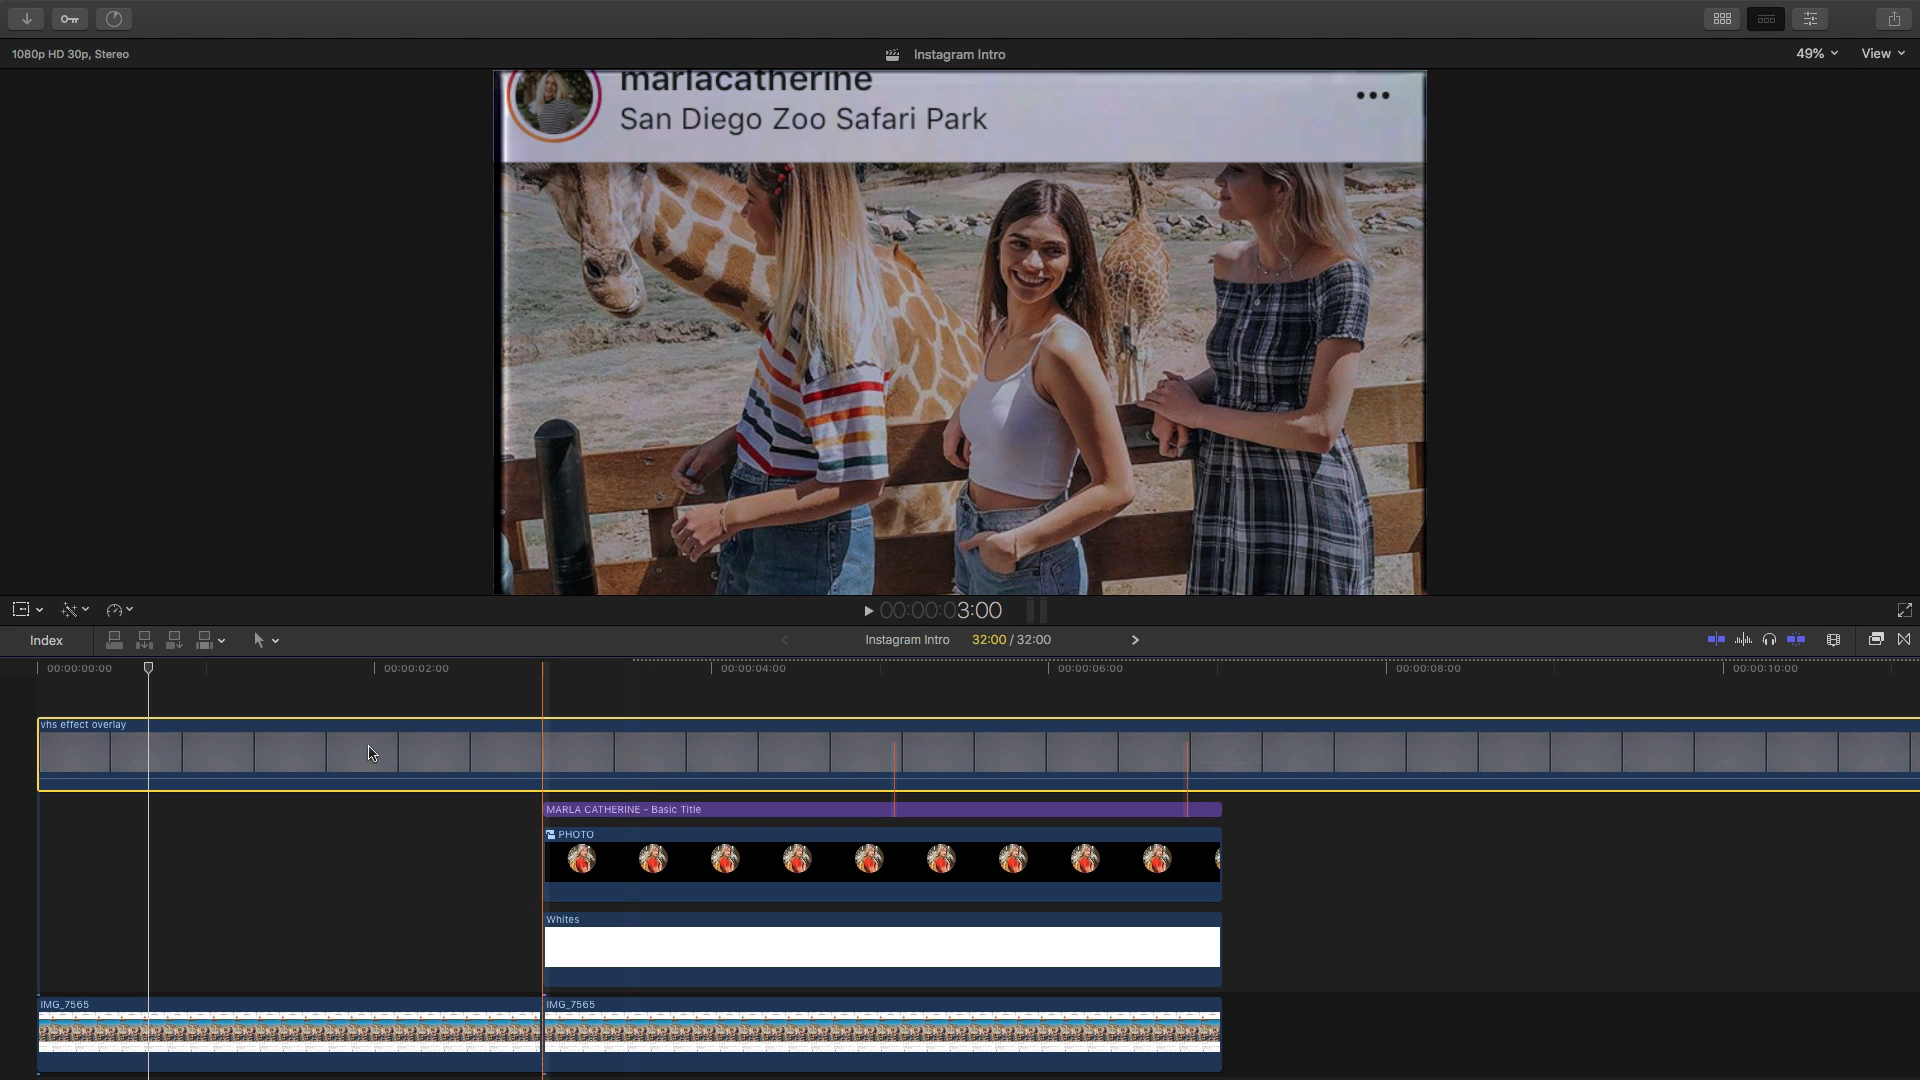 1080p HD 30p, Stereo
Instagram Intro
49%
View
marlacatherine
San Diego Zoo Safari Park
00:00:03:00
Index
Instagram Intro
32:00 / 32:00
00:00:00:00
00:00:02:00
00:00:04:00
00:00:06:00
00:00:08:00
00:00:10:00
vhs effect overlay
MARLA CATHERINE - Basic Title
PHOTO
Whites
IMG_7565
IMG_7565